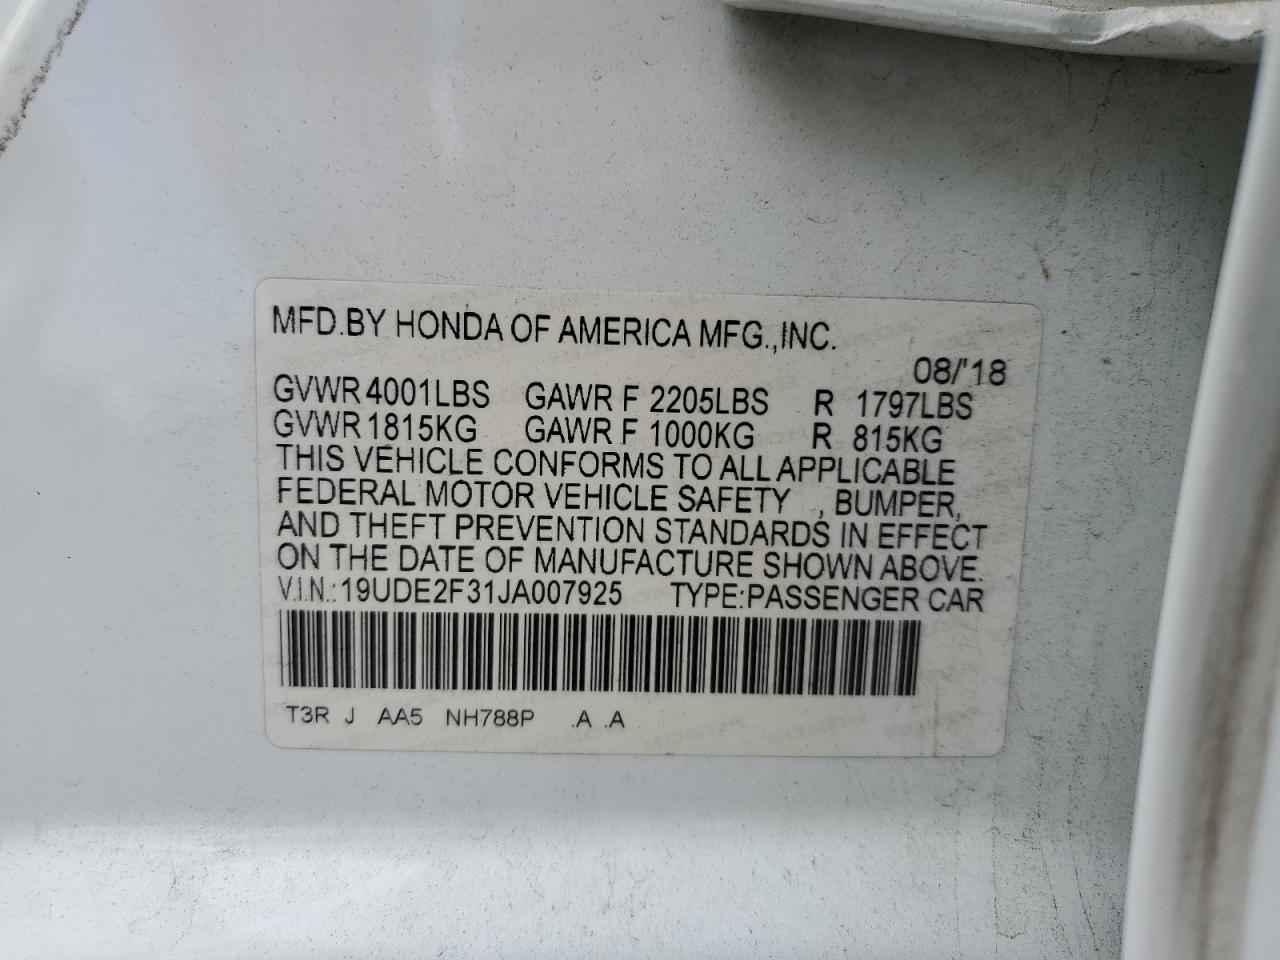 MFD.BY HONDA OF AMERICA MFG.,INC.
08/'18
GVWR 4001LBS GAWR F 2205LBS R 1797LBS
GVWR 1815KG GAWR F 1000KG R 815KG
THIS VEHICLE CONFORMS TO ALL APPLICABLE
FEDERAL MOTOR VEHICLE SAFETY , BUMPER,
AND THEFT PREVENTION STANDARDS IN EFFECT
ON THE DATE OF MANUFACTURE SHOWN ABOVE.
V.I.N.:19UDE2F31JA007925 TYPE:PASSENGER CAR
T3R J AA5 NH788P .A .A